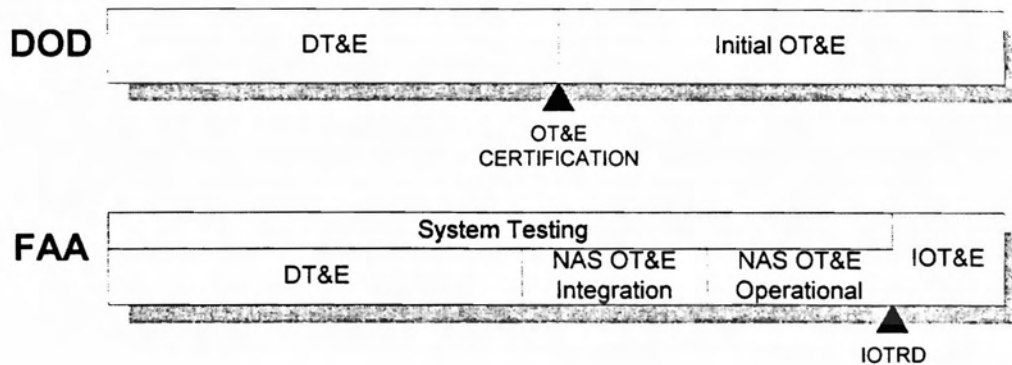 DOD
DT&E
Initial OT&E
OT&E
CERTIFICATION
FAA
System Testing
DT&E
NAS OT&E
Integration
NAS OT&E
Operational
IOT&E
IOTRD